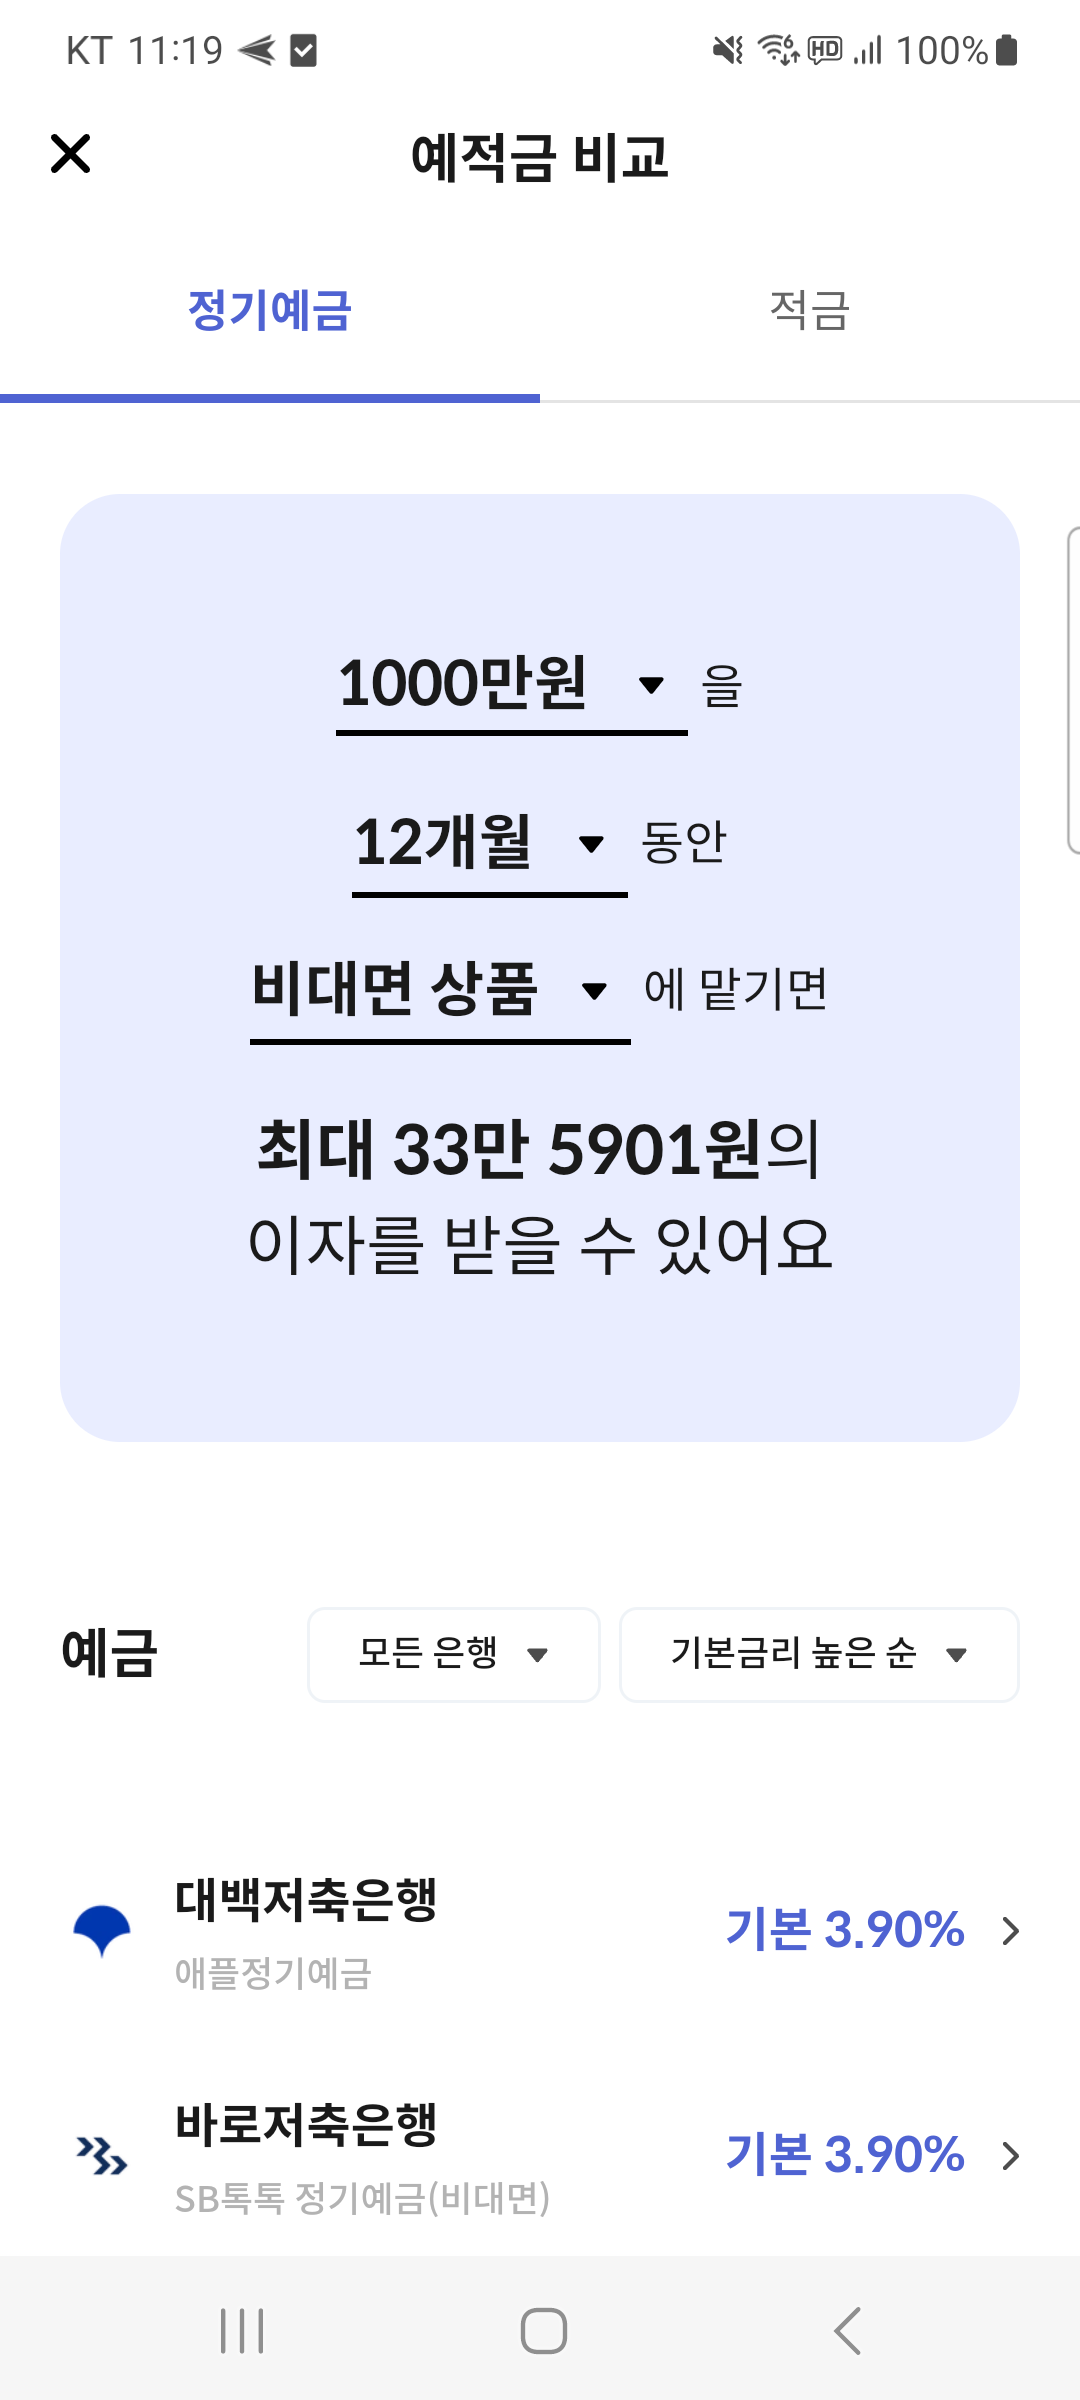 KT 11:19 HD 100%
예적금 비교
정기예금 적금
1000만원 을
12개월 동안
비대면 상품 에 맡기면
최대 33만 5901원의
이자를 받을 수 있어요
예금 모든 은행 기본금리 높은 순
대백저축은행
애플정기예금
기본 3.90%
바로저축은행
SB톡톡 정기예금(비대면)
기본 3.90%